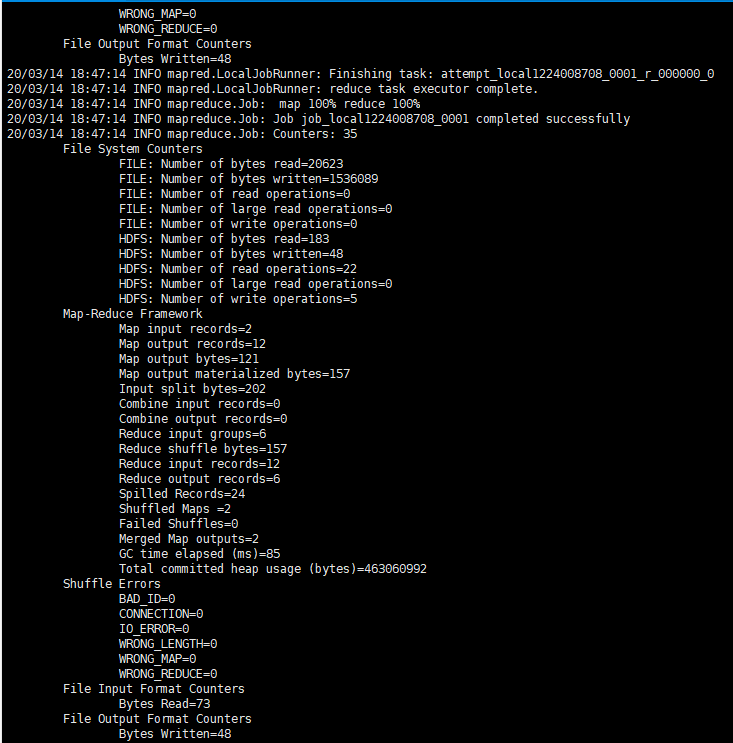 WRONG_MAP=0
WRONG_REDUCE=0
File Output Format Counters
Bytes Written=48
20/03/14 18:47:14 INFO mapred.LocalJobRunner: Finishing task: attempt_local1224008708_0001_r_000000_0
20/03/14 18:47:14 INFO mapred.LocalJobRunner: reduce task executor complete.
20/03/14 18:47:14 INFO mapreduce.Job:  map 100% reduce 100%
20/03/14 18:47:14 INFO mapreduce.Job: Job job_local1224008708_0001 completed successfully
20/03/14 18:47:14 INFO mapreduce.Job: Counters: 35
File System Counters
FILE: Number of bytes read=20623
FILE: Number of bytes written=1536089
FILE: Number of read operations=0
FILE: Number of large read operations=0
FILE: Number of write operations=0
HDFS: Number of bytes read=183
HDFS: Number of bytes written=48
HDFS: Number of read operations=22
HDFS: Number of large read operations=0
HDFS: Number of write operations=5
Map-Reduce Framework
Map input records=2
Map output records=12
Map output bytes=121
Map output materialized bytes=157
Input split bytes=202
Combine input records=0
Combine output records=0
Reduce input groups=6
Reduce shuffle bytes=157
Reduce input records=12
Reduce output records=6
Spilled Records=24
Shuffled Maps =2
Failed Shuffles=0
Merged Map outputs=2
GC time elapsed (ms)=85
Total committed heap usage (bytes)=463060992
Shuffle Errors
BAD_ID=0
CONNECTION=0
IO_ERROR=0
WRONG_LENGTH=0
WRONG_MAP=0
WRONG_REDUCE=0
File Input Format Counters
Bytes Read=73
File Output Format Counters
Bytes Written=48